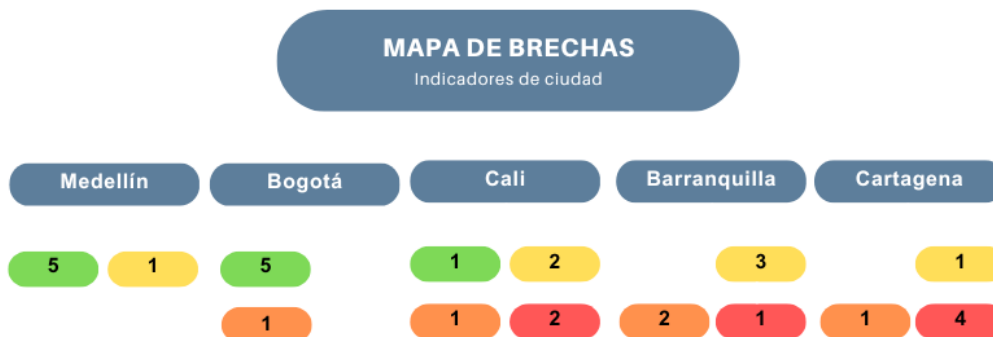 MAPA DE BRECHAS
Indicadores de ciudad
Medellín Bogotá Cali Barranquilla Cartagena
5 1 5 1 2 3 1
1 1 2 2 1 1 4